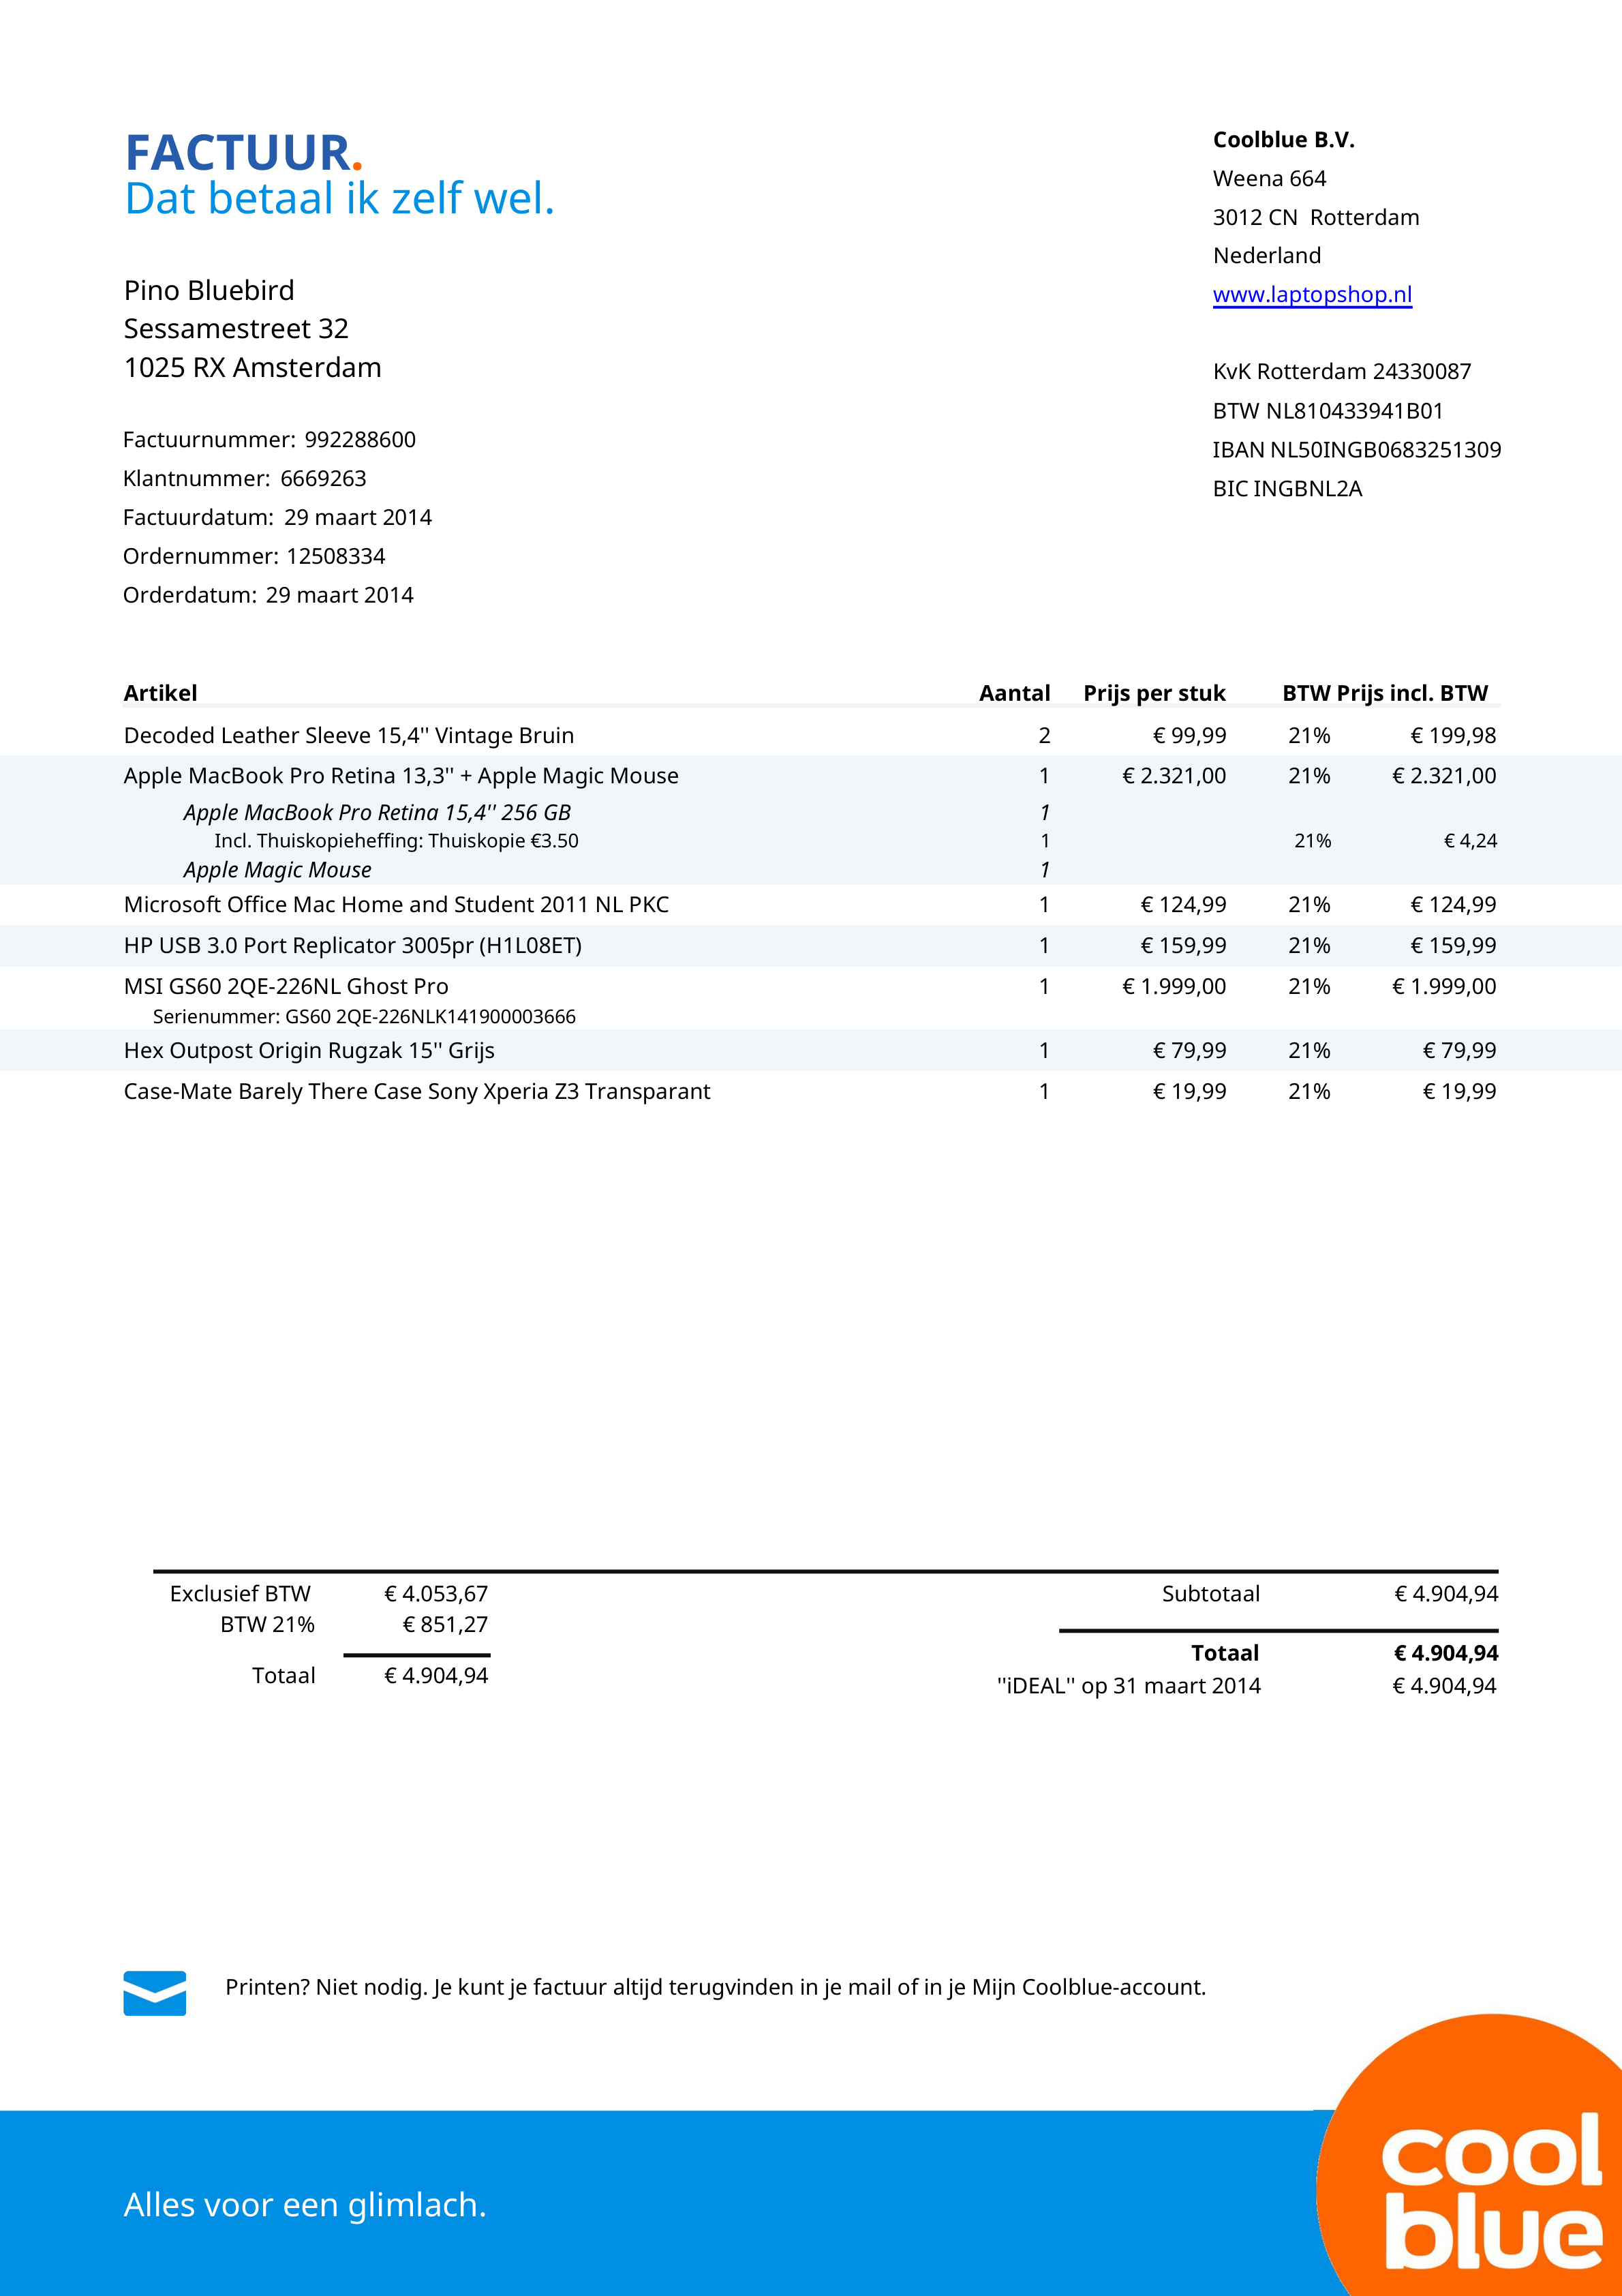 FACTUUR.
Dat betaal ik zelf wel.
Pino Bluebird
Sessamestreet 32
1025 RX Amsterdam
Factuurnummer: 992288600
Klantnummer: 6669263
Factuurdatum: 29 maart 2014
Ordernummer: 12508334
Orderdatum: 29 maart 2014
Coolblue B.V.
Weena 664
3012 CN Rotterdam
Nederland
www.laptopshop.nl
KvK Rotterdam 24330087
BTW NL810433941B01
IBAN NL50INGB0683251309
BIC INGBNL2A
Artikel Aantal Prijs per stuk BTW Prijs incl. BTW
Decoded Leather Sleeve 15,4'' Vintage Bruin 2 € 99,99 21% € 199,98
Apple MacBook Pro Retina 13,3'' + Apple Magic Mouse 1 € 2.321,00 21% € 2.321,00
Apple MacBook Pro Retina 15,4'' 256 GB 1
Incl. Thuiskopieheffing: Thuiskopie €3.50 1 21% € 4,24
Apple Magic Mouse 1
Microsoft Office Mac Home and Student 2011 NL PKC 1 € 124,99 21% € 124,99
HP USB 3.0 Port Replicator 3005pr (H1L08ET) 1 € 159,99 21% € 159,99
MSI GS60 2QE-226NL Ghost Pro 1 € 1.999,00 21% € 1.999,00
Serienummer: GS60 2QE-226NLK141900003666
Hex Outpost Origin Rugzak 15'' Grijs 1 € 79,99 21% € 79,99
Case-Mate Barely There Case Sony Xperia Z3 Transparant 1 € 19,99 21% € 19,99
Exclusief BTW € 4.053,67
BTW 21% € 851,27
Totaal € 4.904,94
Subtotaal € 4.904,94
Totaal € 4.904,94
''iDEAL'' op 31 maart 2014 € 4.904,94
Printen? Niet nodig. Je kunt je factuur altijd terugvinden in je mail of in je Mijn Coolblue-account.
Alles voor een glimlach.
cool
blue